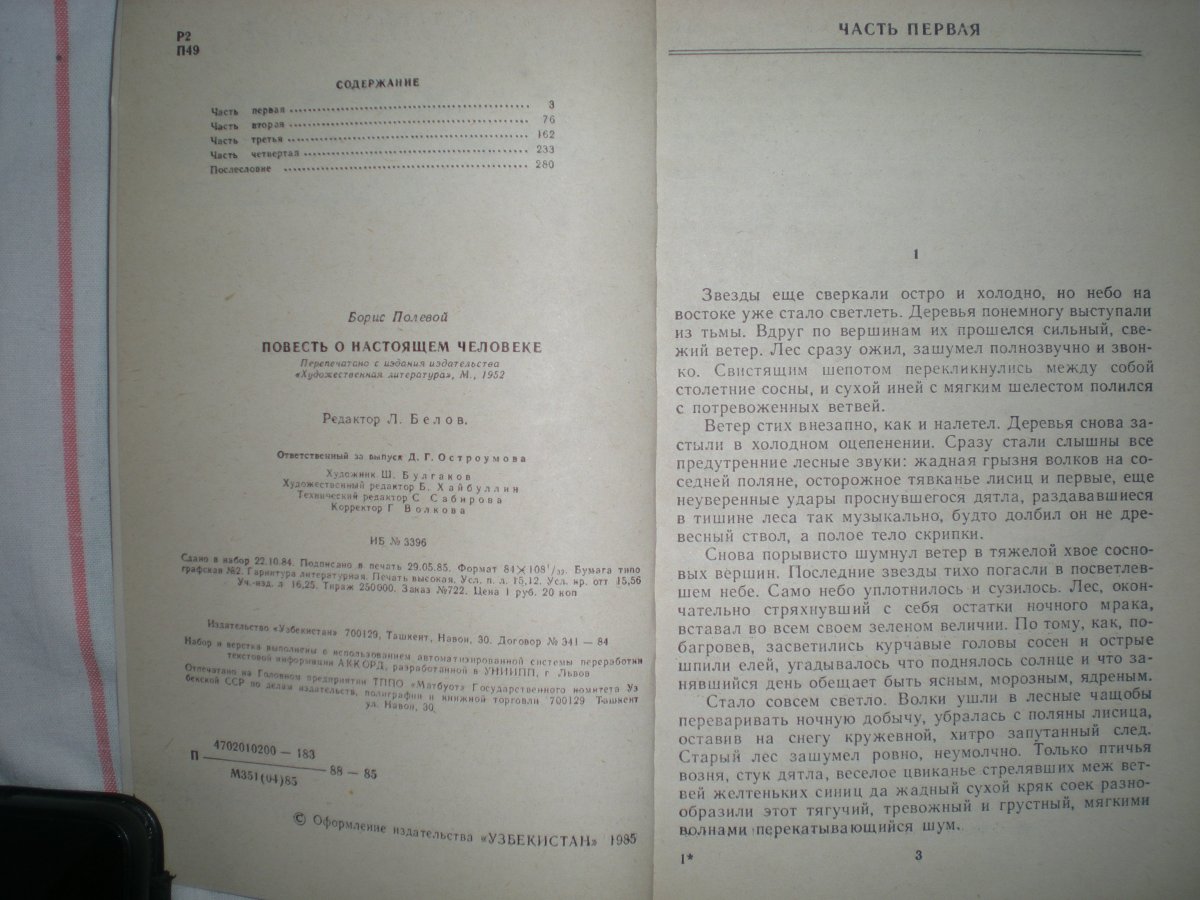 Р2
П49
СОДЕРЖАНИЕ
Часть первая 3
Часть вторая 76
Часть третья 162
Часть четвертая 233
Послесловие 280
Борис Полевой
ПОВЕСТЬ О НАСТОЯЩЕМ ЧЕЛОВЕКЕ
Перепечатано с издания издательства
«Художественная литература», М., 1952
Редактор Л. Белов.
Ответственный за выпуск Д. Г. Остроумова
Художник Ш. Булгаков
Художественный редактор Б. Хайбуллин
Технический редактор С Сабирова
Корректор Г Волкова
ИБ № 3396
Сдано в набор 22.10.84. Подписано в печать 29.05.85. Формат 84×108¹/₃₂. Бумага типо
графская №2. Гарнитура литературная. Печать высокая. Усл. п. л. 15,12. Усл. кр. отт 15,56
Уч.-изд. л 16,25. Тираж 250000. Заказ №722. Цена 1 руб. 20 коп
Издательство «Узбекистан» 700129, Ташкент, Навои, 30. Договор № 341 — 84
Набор и верстка выполнены с использованием автоматизированной системы переработки
текстовой информации АККОРД, разработанной в УНИИПП, г Львов
Отпечатано на Головном предприятии ТППО «Матбуот» Государственного комитета Уз
бекской ССР по делам издательств, полиграфии и книжной торговли 700129 Ташкент
ул. Навои, 30.
П 4702010200 — 183
М351(04)85 88 — 85
© Оформление издательства «УЗБЕКИСТАН» 1985
ЧАСТЬ ПЕРВАЯ
1
Звезды еще сверкали остро и холодно, но небо на
востоке уже стало светлеть. Деревья понемногу выступали
из тьмы. Вдруг по вершинам их прошелся сильный, све-
жий ветер. Лес сразу ожил, зашумел полнозвучно и звон-
ко. Свистящим шепотом перекликнулись между собой
столетние сосны, и сухой иней с мягким шелестом полился
с потревоженных ветвей.
Ветер стих внезапно, как и налетел. Деревья снова за-
стыли в холодном оцепенении. Сразу стали слышны все
предутренние лесные звуки: жадная грызня волков на со-
седней поляне, осторожное тявканье лисиц и первые, еще
неуверенные удары проснувшегося дятла, раздававшиеся
в тишине леса так музыкально, будто долбил он не дре-
весный ствол, а полое тело скрипки.
Снова порывисто шумнул ветер в тяжелой хвое сосно-
вых вершин. Последние звезды тихо погасли в посветлев-
шем небе. Само небо уплотнилось и сузилось. Лес, окон-
чательно стряхнувший с себя остатки ночного мрака,
вставал во всем своем зеленом величии. По тому, как, по-
багровев, засветились курчавые головы сосен и острые
шпили елей, угадывалось что поднялось солнце и что за-
нявшийся день обещает быть ясным, морозным, ядреным.
Стало совсем светло. Волки ушли в лесные чащобы
переваривать ночную добычу, убралась с поляны лисица,
оставив на снегу кружевной, хитро запутанный след.
Старый лес зашумел ровно, неумолчно. Только птичья
возня, стук дятла, веселое цвиканье стрелявших меж вет-
вей желтеньких синиц да жадный сухой кряк соек разно-
образили этот тягучий, тревожный и грустный, мягкими
волнами перекатывающийся шум.
1*
3